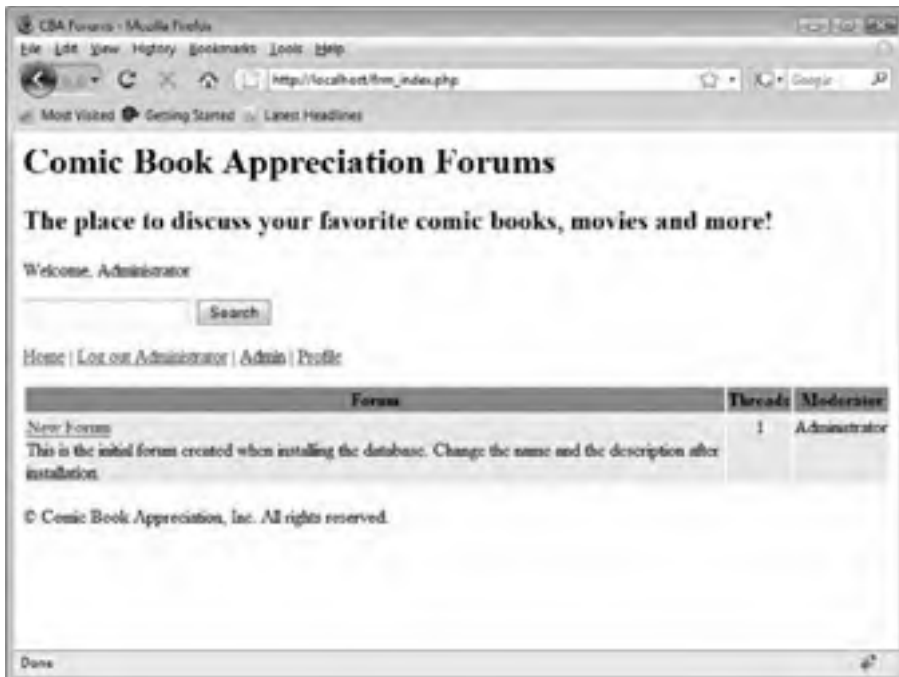 CBA Forums - Mozilla Firefox
File Edit View History Bookmarks Tools Help
http://localhost/frm_index.php
Google
Most Visited Getting Started Latest Headlines
Comic Book Appreciation Forums
The place to discuss your favorite comic books, movies and more!
Welcome, Administrator
Search
Home | Log out Administrator | Admin | Profile
Forum Threads Moderator
New Forum 1 Administrator
This is the initial forum created when installing the database. Change the name and the description after
installation.
© Comic Book Appreciation, Inc. All rights reserved.
Done